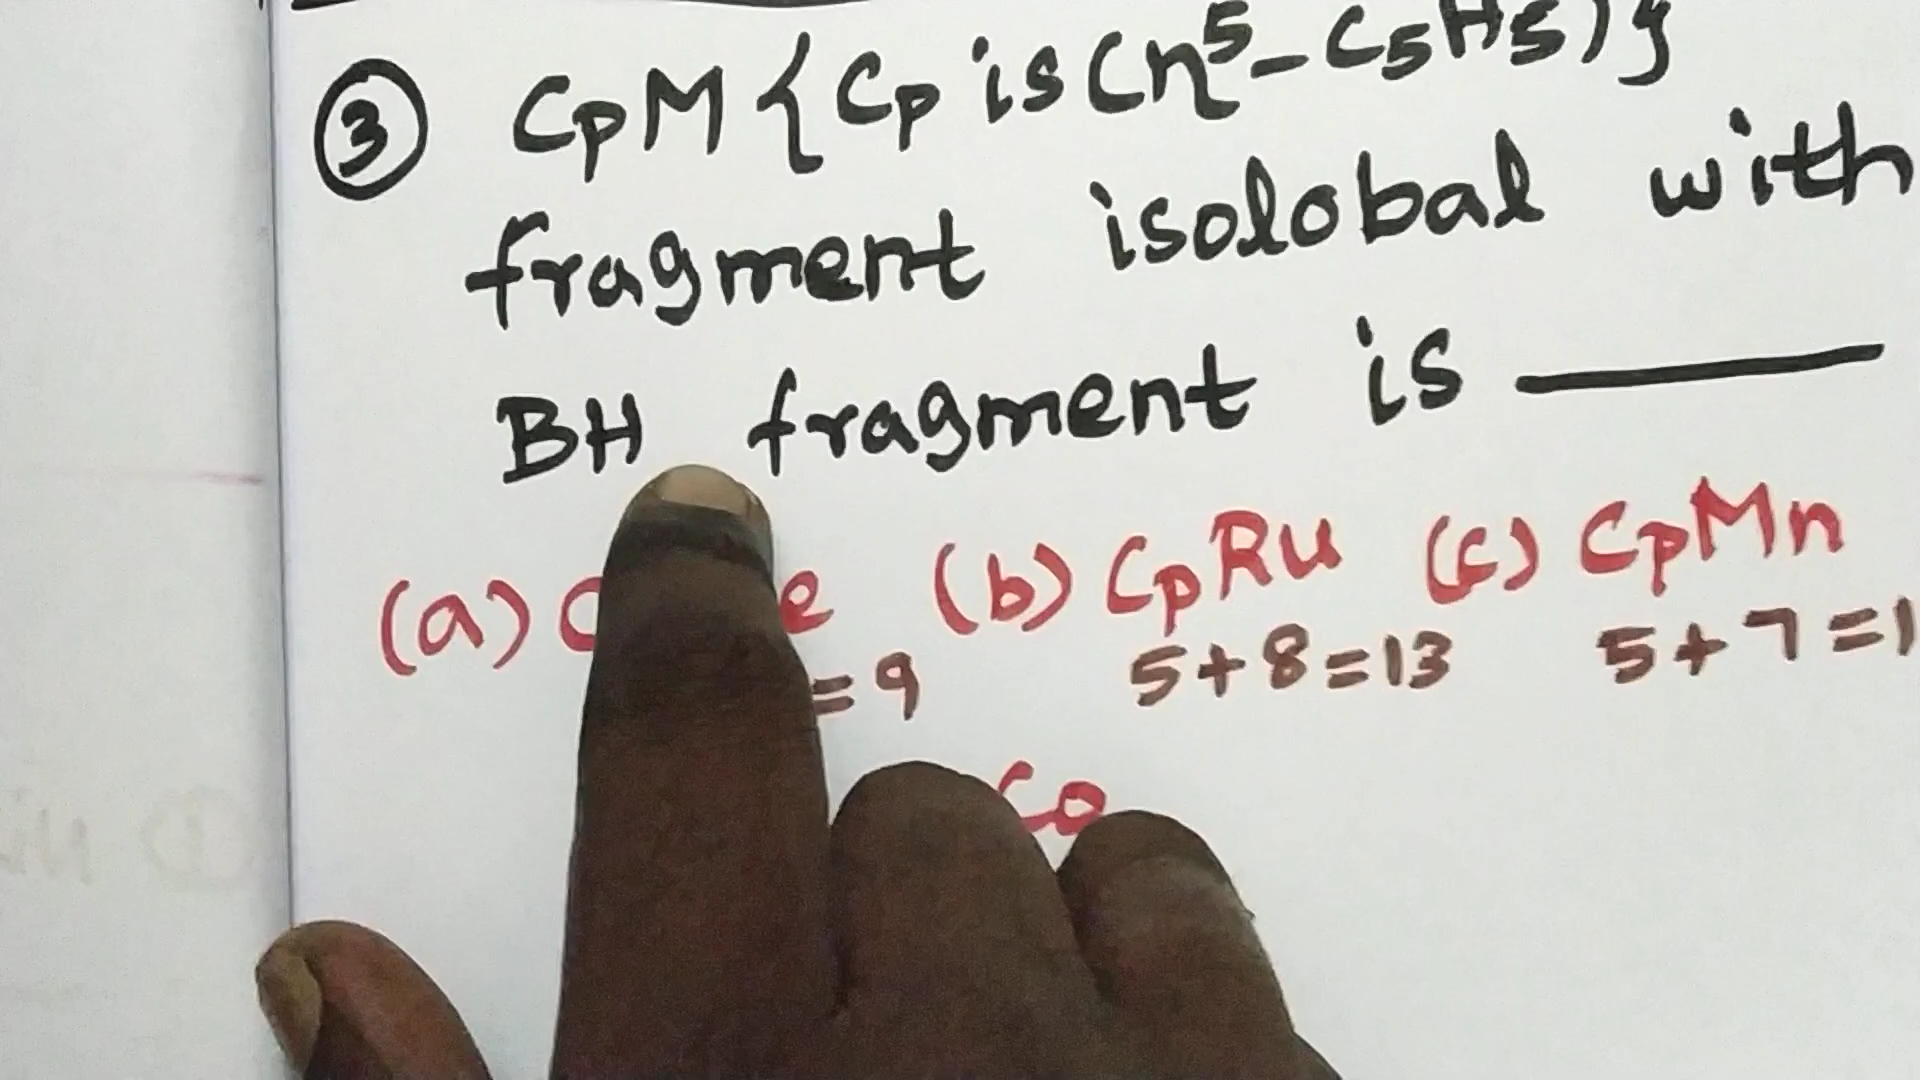 ③ CpM {Cp is (η⁵-C₅H₅)}
fragment isolobal with
BH fragment is ———
(a) (b) CpRu (c) CpMn
=9 5+8=13 5+7=1
Co